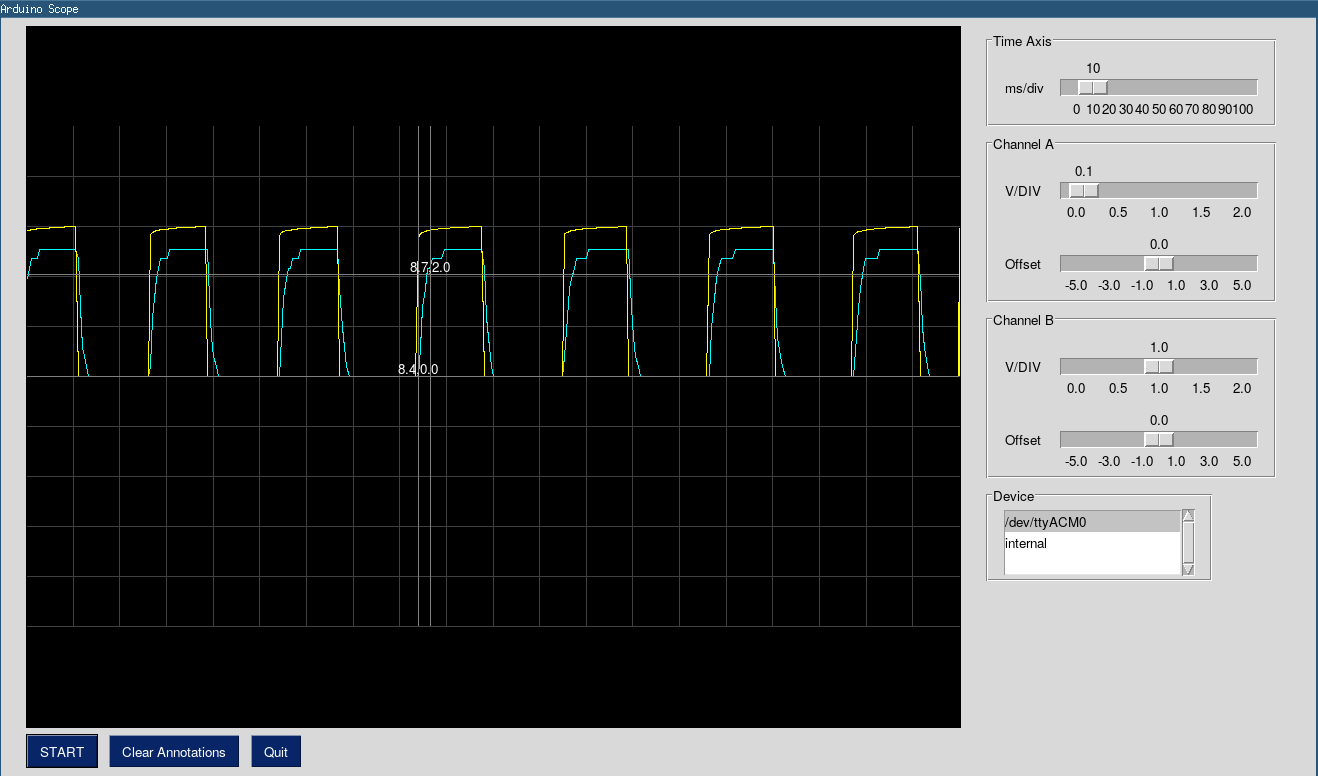 Arduino Scope
Time Axis
10
ms/div
0 10 20 30 40 50 60 70 80 90 100
Channel A
0.1
V/DIV
0.0 0.5 1.0 1.5 2.0
0.0
Offset
-5.0 -3.0 -1.0 1.0 3.0 5.0
Channel B
1.0
V/DIV
0.0 0.5 1.0 1.5 2.0
0.0
Offset
-5.0 -3.0 -1.0 1.0 3.0 5.0
Device
/dev/ttyACM0
internal
8.7,2.0
8.4,0.0
START Clear Annotations Quit